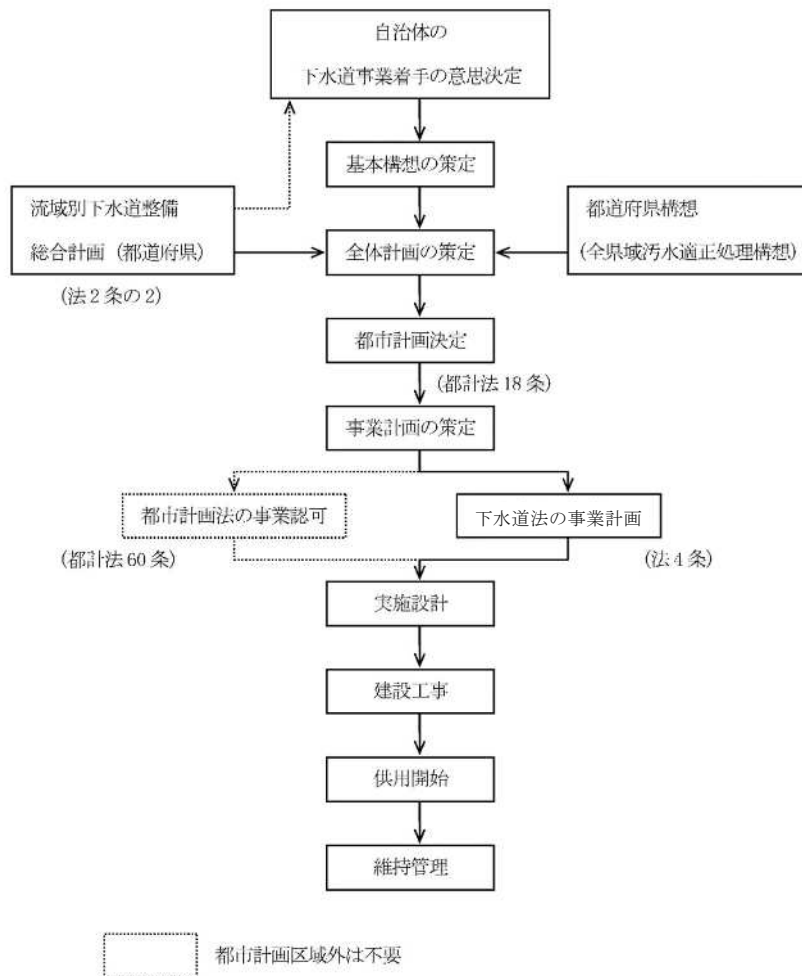 自治体の
下水道事業着手の意思決定
基本構想の策定
流域別下水道整備
総合計画（都道府県）
(法2条の2)
全体計画の策定
都道府県構想
(全県域汚水適正処理構想)
都市計画決定
(都計法18条)
事業計画の策定
都市計画法の事業認可
(都計法60条)
下水道法の事業計画
(法4条)
実施設計
建設工事
供用開始
維持管理
都市計画区域外は不要